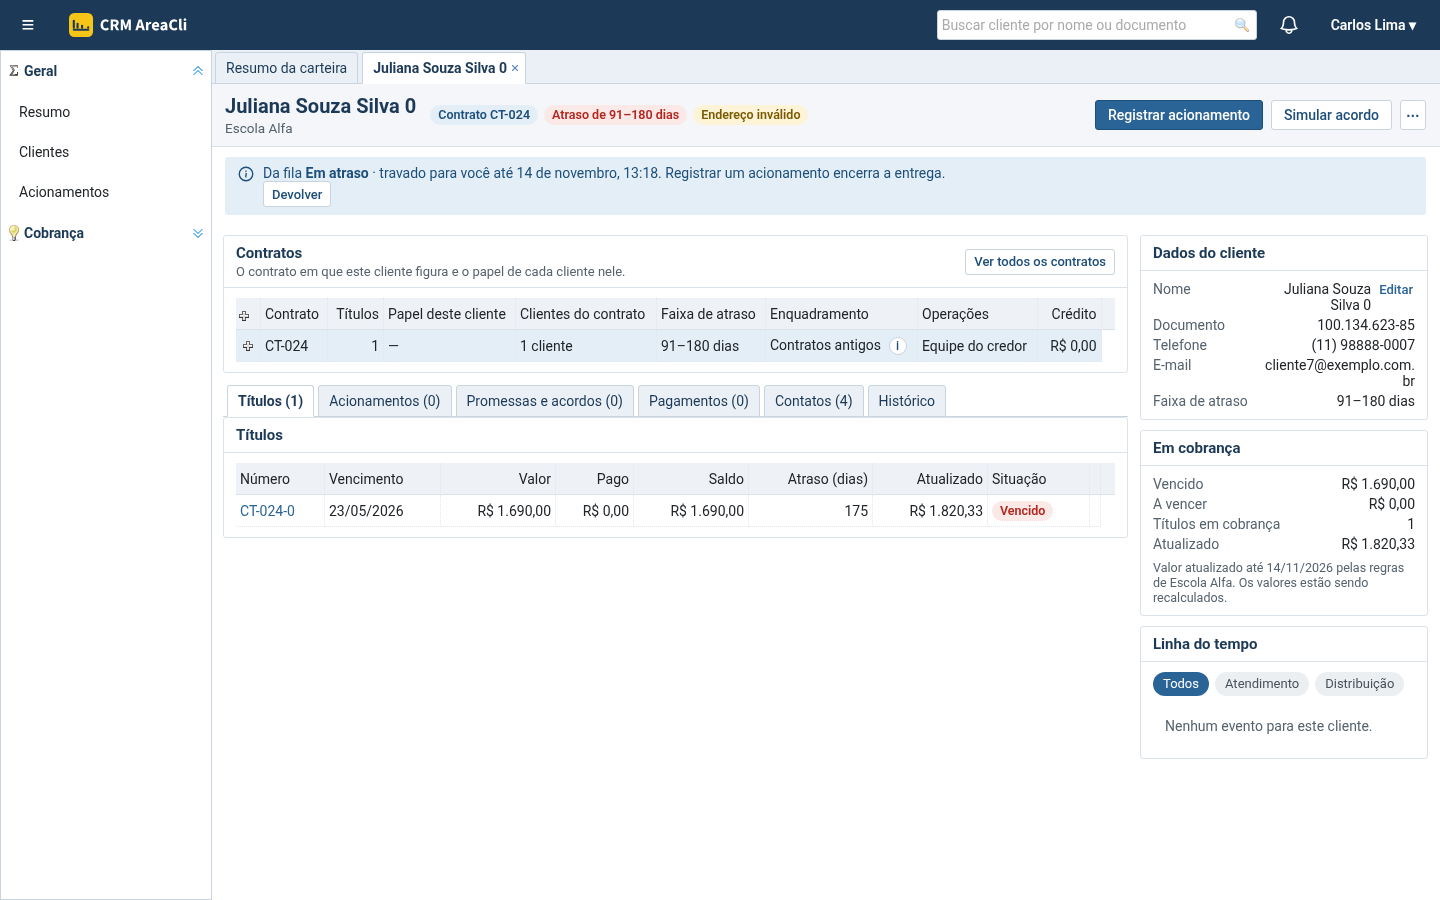 CRM AreaCli
Buscar cliente por nome ou documento
Carlos Lima ▾
Σ Geral
Resumo
Clientes
Acionamentos
Cobrança
Resumo da carteira
Juliana Souza Silva 0 ×
Juliana Souza Silva 0
Escola Alfa
Contrato CT-024
Atraso de 91–180 dias
Endereço inválido
Registrar acionamento
Simular acordo
···
Da fila Em atraso · travado para você até 14 de novembro, 13:18. Registrar um acionamento encerra a entrega.
Devolver
Contratos
O contrato em que este cliente figura e o papel de cada cliente nele.
Ver todos os contratos
Contrato Títulos Papel deste cliente Clientes do contrato Faixa de atraso Enquadramento Operações Crédito
CT-024 1 — 1 cliente 91–180 dias Contratos antigos i Equipe do credor R$ 0,00
Títulos (1) Acionamentos (0) Promessas e acordos (0) Pagamentos (0) Contatos (4) Histórico
Títulos
Número Vencimento Valor Pago Saldo Atraso (dias) Atualizado Situação
CT-024-0 23/05/2026 R$ 1.690,00 R$ 0,00 R$ 1.690,00 175 R$ 1.820,33 Vencido
Dados do cliente
Nome Juliana Souza Editar
Silva 0
Documento 100.134.623-85
Telefone (11) 98888-0007
E-mail cliente7@exemplo.com.
br
Faixa de atraso 91–180 dias
Em cobrança
Vencido R$ 1.690,00
A vencer R$ 0,00
Títulos em cobrança 1
Atualizado R$ 1.820,33
Valor atualizado até 14/11/2026 pelas regras
de Escola Alfa. Os valores estão sendo
recalculados.
Linha do tempo
Todos Atendimento Distribuição
Nenhum evento para este cliente.